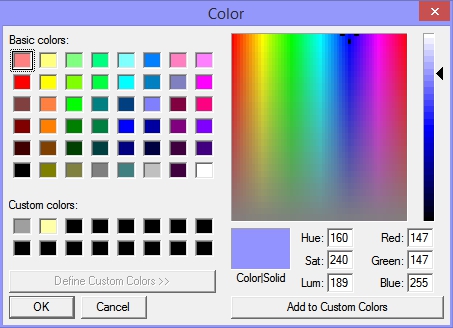 Color
Basic colors:
Custom colors:
Define Custom Colors >>
OK
Cancel
Color|Solid
Hue: 160
Sat: 240
Lum: 189
Red: 147
Green: 147
Blue: 255
Add to Custom Colors